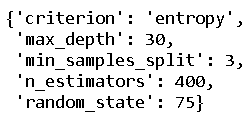 {'criterion': 'entropy',
 'max_depth': 30,
 'min_samples_split': 3,
 'n_estimators': 400,
 'random_state': 75}